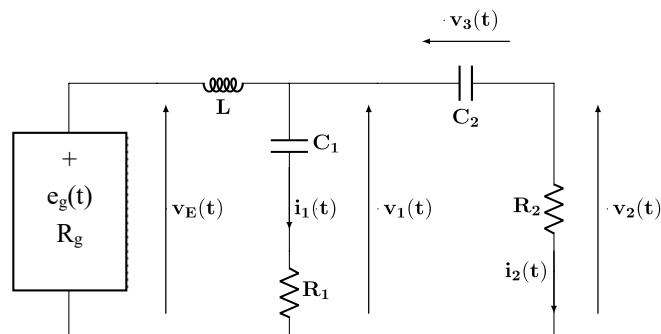 v₃(t)
L
C₂
+
e_g(t)
R_g
v_E(t)
C₁
i₁(t)
v₁(t)
R₂
v₂(t)
i₂(t)
R₁